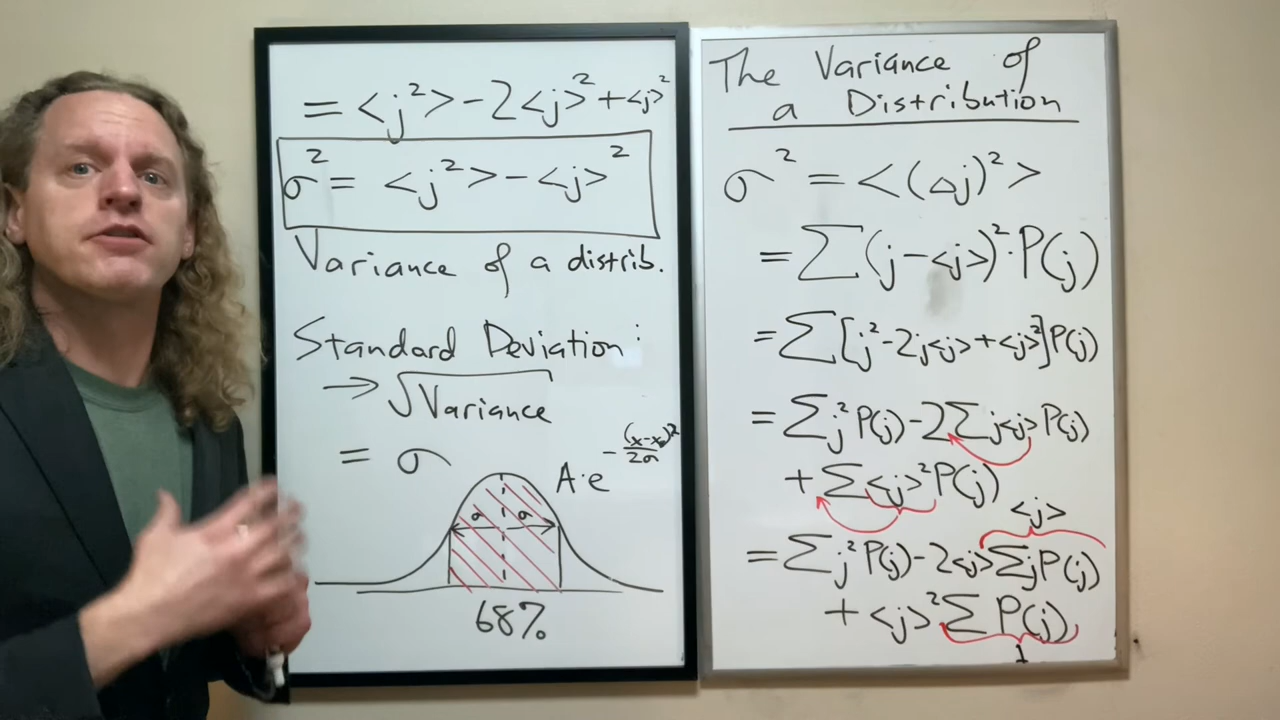 The Variance of
a Distribution
σ² = <(Δj)²>
= Σ(j-<j>)²·P(j)
= Σ[j²-2j<j>+<j>²]P(j)
= Σj²P(j)-2Σj<j>P(j)
+ Σ<j>²P(j)
<j>
= Σj²P(j)-2<j>ΣjP(j)
+ <j>²ΣP(j)
1
= <j²>-2<j>²+<j>²
σ² = <j²>-<j>²
Variance of a distrib.
Standard Deviation:
→ √Variance
= σ
A·e^-(x-x₀)²/2σ
σ σ
68%